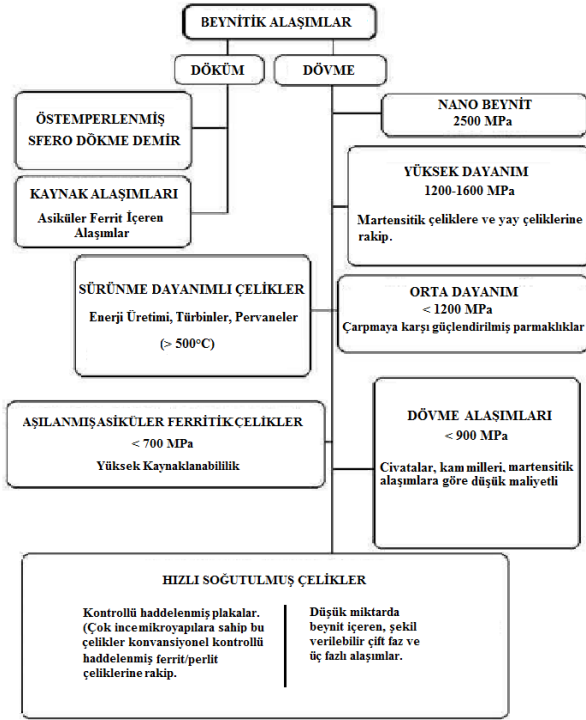 BEYNİTİK ALAŞIMLAR
DÖKÜM
DÖVME
ÖSTEMPERLENMİŞ
SFERO DÖKME DEMİR
KAYNAK ALAŞIMLARI
Asiküler Ferrit İçeren
Alaşımlar
NANO BEYNİT
2500 MPa
YÜKSEK DAYANIM
1200-1600 MPa
Martensitik çeliklere ve yay çeliklerine
rakip.
SÜRÜNME DAYANIMLI ÇELİKLER
Enerji Üretimi, Türbinler, Pervaneler
(> 500°C)
ORTA DAYANIM
< 1200 MPa
Çarpmaya karşı güçlendirilmiş parmaklıklar
AŞILANMIŞ ASİKÜLER FERRİTİK ÇELİKLER
< 700 MPa
Yüksek Kaynaklanabililik
DÖVME ALAŞIMLARI
< 900 MPa
Civatalar, kam milleri, martensitik
alaşımlara göre düşük maliyetli
HIZLI SOĞUTULMUŞ ÇELİKLER
Kontrollü haddelenmiş plakalar.
(Çok ince mikroyapılara sahip bu
çelikler konvansiyonel kontrollü
haddelenmiş ferrit/perlit
çeliklerine rakip.
Düşük miktarda
beynit içeren, şekil
verilebilir çift faz ve
üç fazlı alaşımlar.